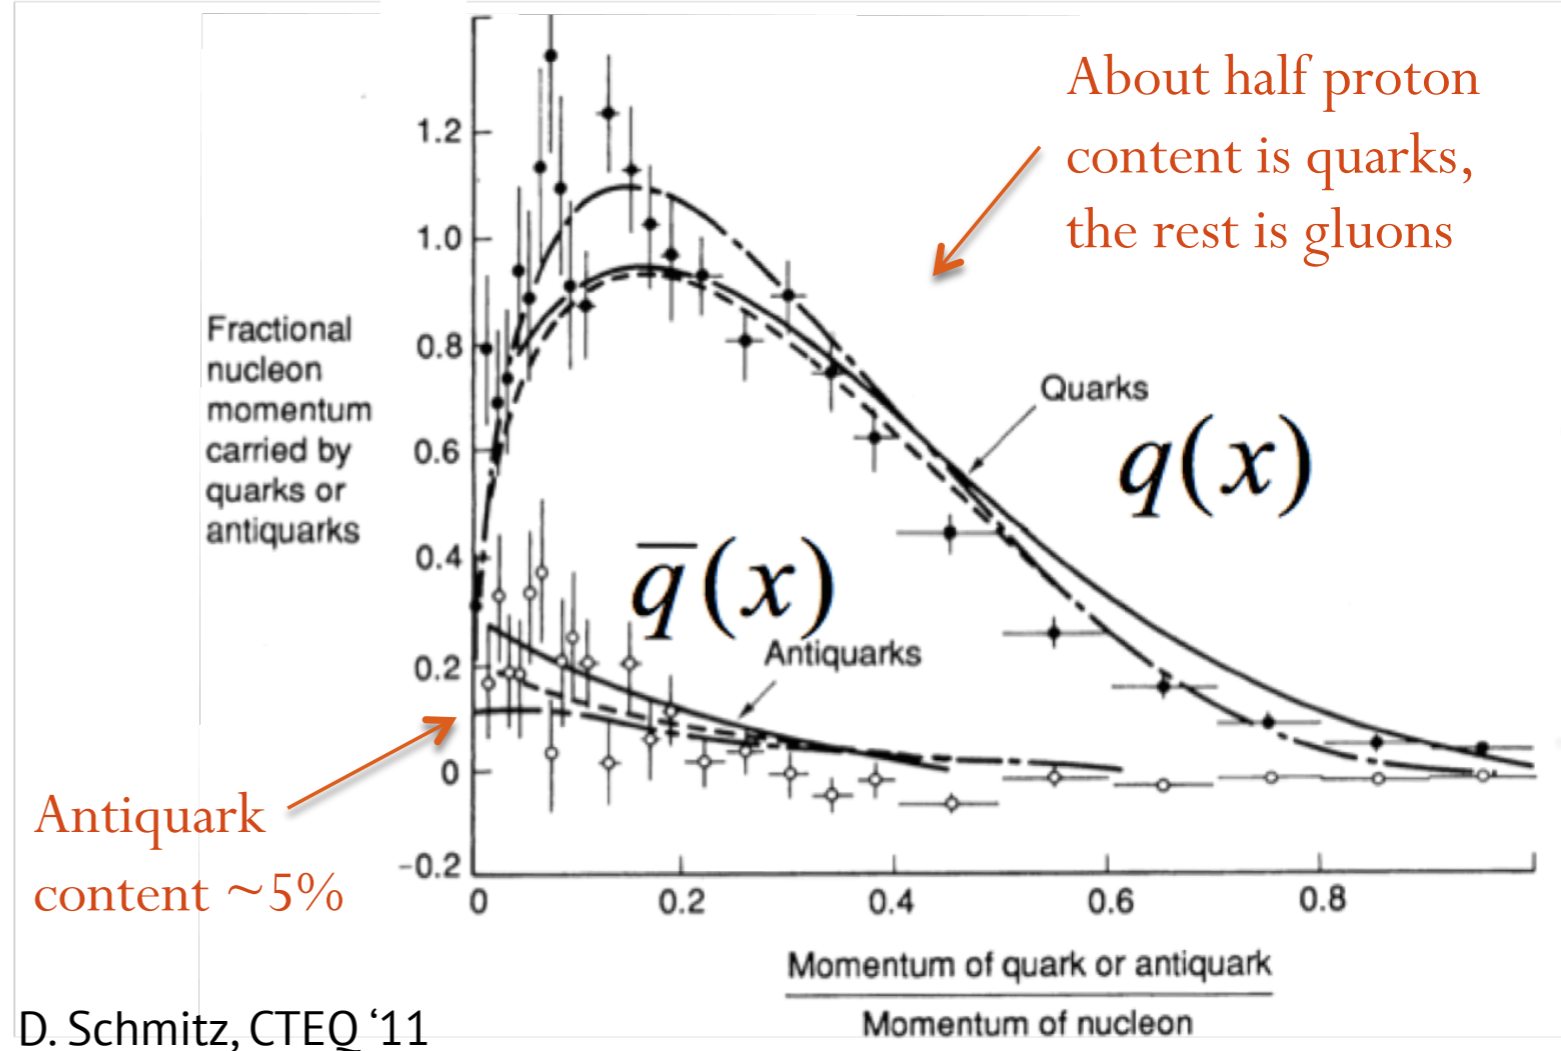 About half proton
content is quarks,
the rest is gluons
1.2
1.0
0.8
0.6
0.4
0.2
0
−0.2
Fractional
nucleon
momentum
carried by
quarks or
antiquarks
Quarks
q(x)
q̅(x)
Antiquarks
Antiquark
content ~5%
0 0.2 0.4 0.6 0.8
Momentum of quark or antiquark
Momentum of nucleon
D. Schmitz, CTEQ ‘11